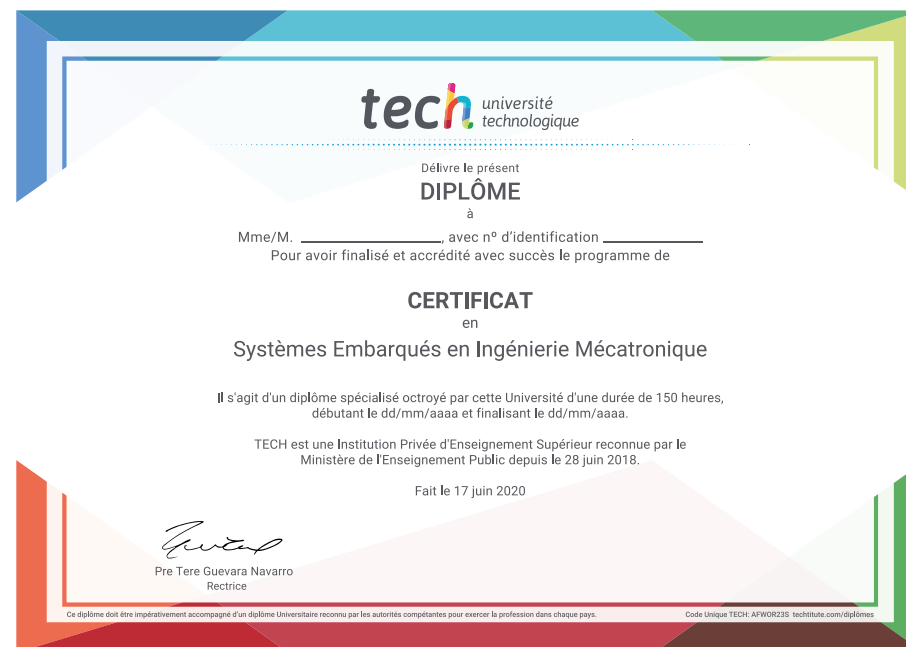 tech université
technologique
Délivre le présent
DIPLÔME
à
Mme/M. ____________________, avec nº d'identification ______________
Pour avoir finalisé et accrédité avec succès le programme de
CERTIFICAT
en
Systèmes Embarqués en Ingénierie Mécatronique
Il s'agit d'un diplôme spécialisé octroyé par cette Université d'une durée de 150 heures,
débutant le dd/mm/aaaa et finalisant le dd/mm/aaaa.
TECH est une Institution Privée d'Enseignement Supérieur reconnue par le
Ministère de l'Enseignement Public depuis le 28 juin 2018.
Fait le 17 juin 2020
Pre Tere Guevara Navarro
Rectrice
Ce diplôme doit être impérativement accompagné d'un diplôme Universitaire reconnu par les autorités compétantes pour exercer la profession dans chaque pays.
Code Unique TECH: AFWOR23S techtitute.com/diplômes